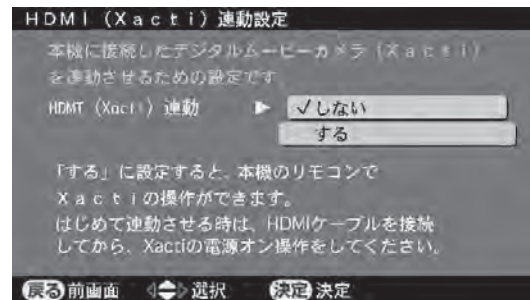 HDMI（Xacti）連動設定
本機に接続したデジタルムービーカメラ（Xacti）
を連動させるための設定です
HDMI（Xacti）連動 ▶ ✓しない
する
「する」に設定すると、本機のリモコンで
Xactiの操作ができます。
はじめて連動させる時は、HDMIケーブルを接続
してから、Xactiの電源オン操作をしてください。
戻る 前画面 選択 決定 決定